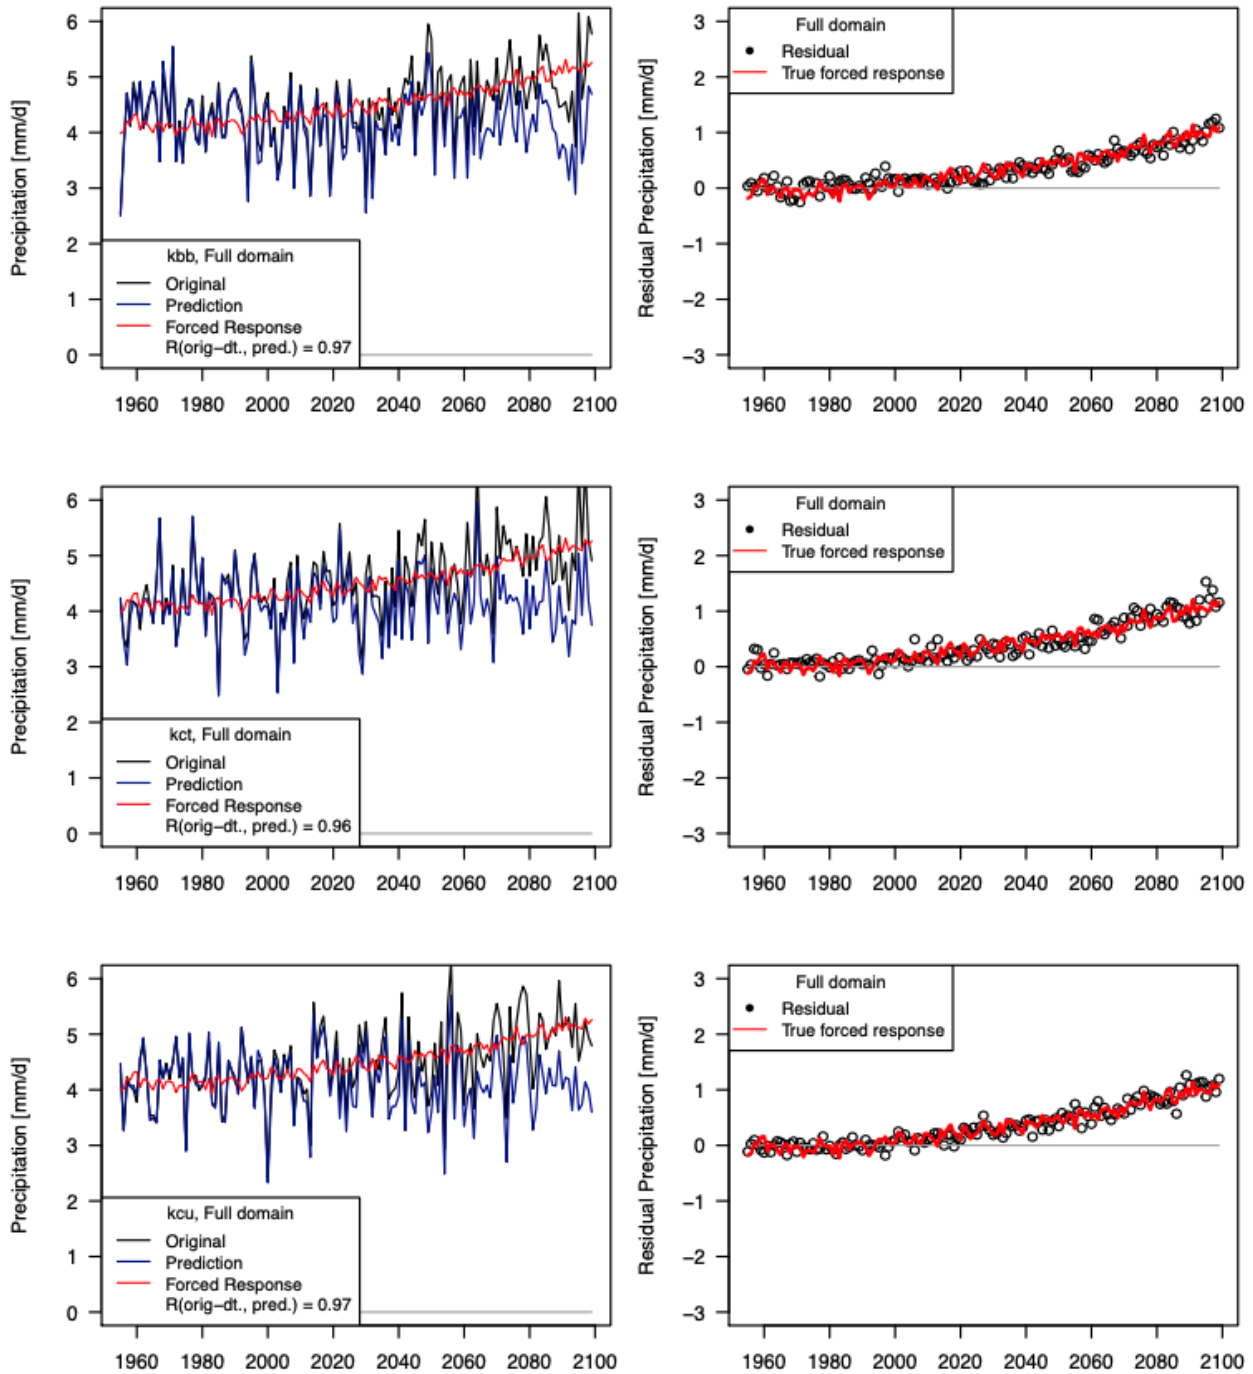 6
5
4
3
2
1
0
Precipitation [mm/d]
kbb, Full domain
Original
Prediction
Forced Response
R(orig−dt., pred.) = 0.97
1960 1980 2000 2020 2040 2060 2080 2100
3
2
1
0
−1
−2
−3
Residual Precipitation [mm/d]
Full domain
Residual
True forced response
1960 1980 2000 2020 2040 2060 2080 2100
6
5
4
3
2
1
0
Precipitation [mm/d]
kct, Full domain
Original
Prediction
Forced Response
R(orig−dt., pred.) = 0.96
1960 1980 2000 2020 2040 2060 2080 2100
3
2
1
0
−1
−2
−3
Residual Precipitation [mm/d]
Full domain
Residual
True forced response
1960 1980 2000 2020 2040 2060 2080 2100
6
5
4
3
2
1
0
Precipitation [mm/d]
kcu, Full domain
Original
Prediction
Forced Response
R(orig−dt., pred.) = 0.97
1960 1980 2000 2020 2040 2060 2080 2100
3
2
1
0
−1
−2
−3
Residual Precipitation [mm/d]
Full domain
Residual
True forced response
1960 1980 2000 2020 2040 2060 2080 2100